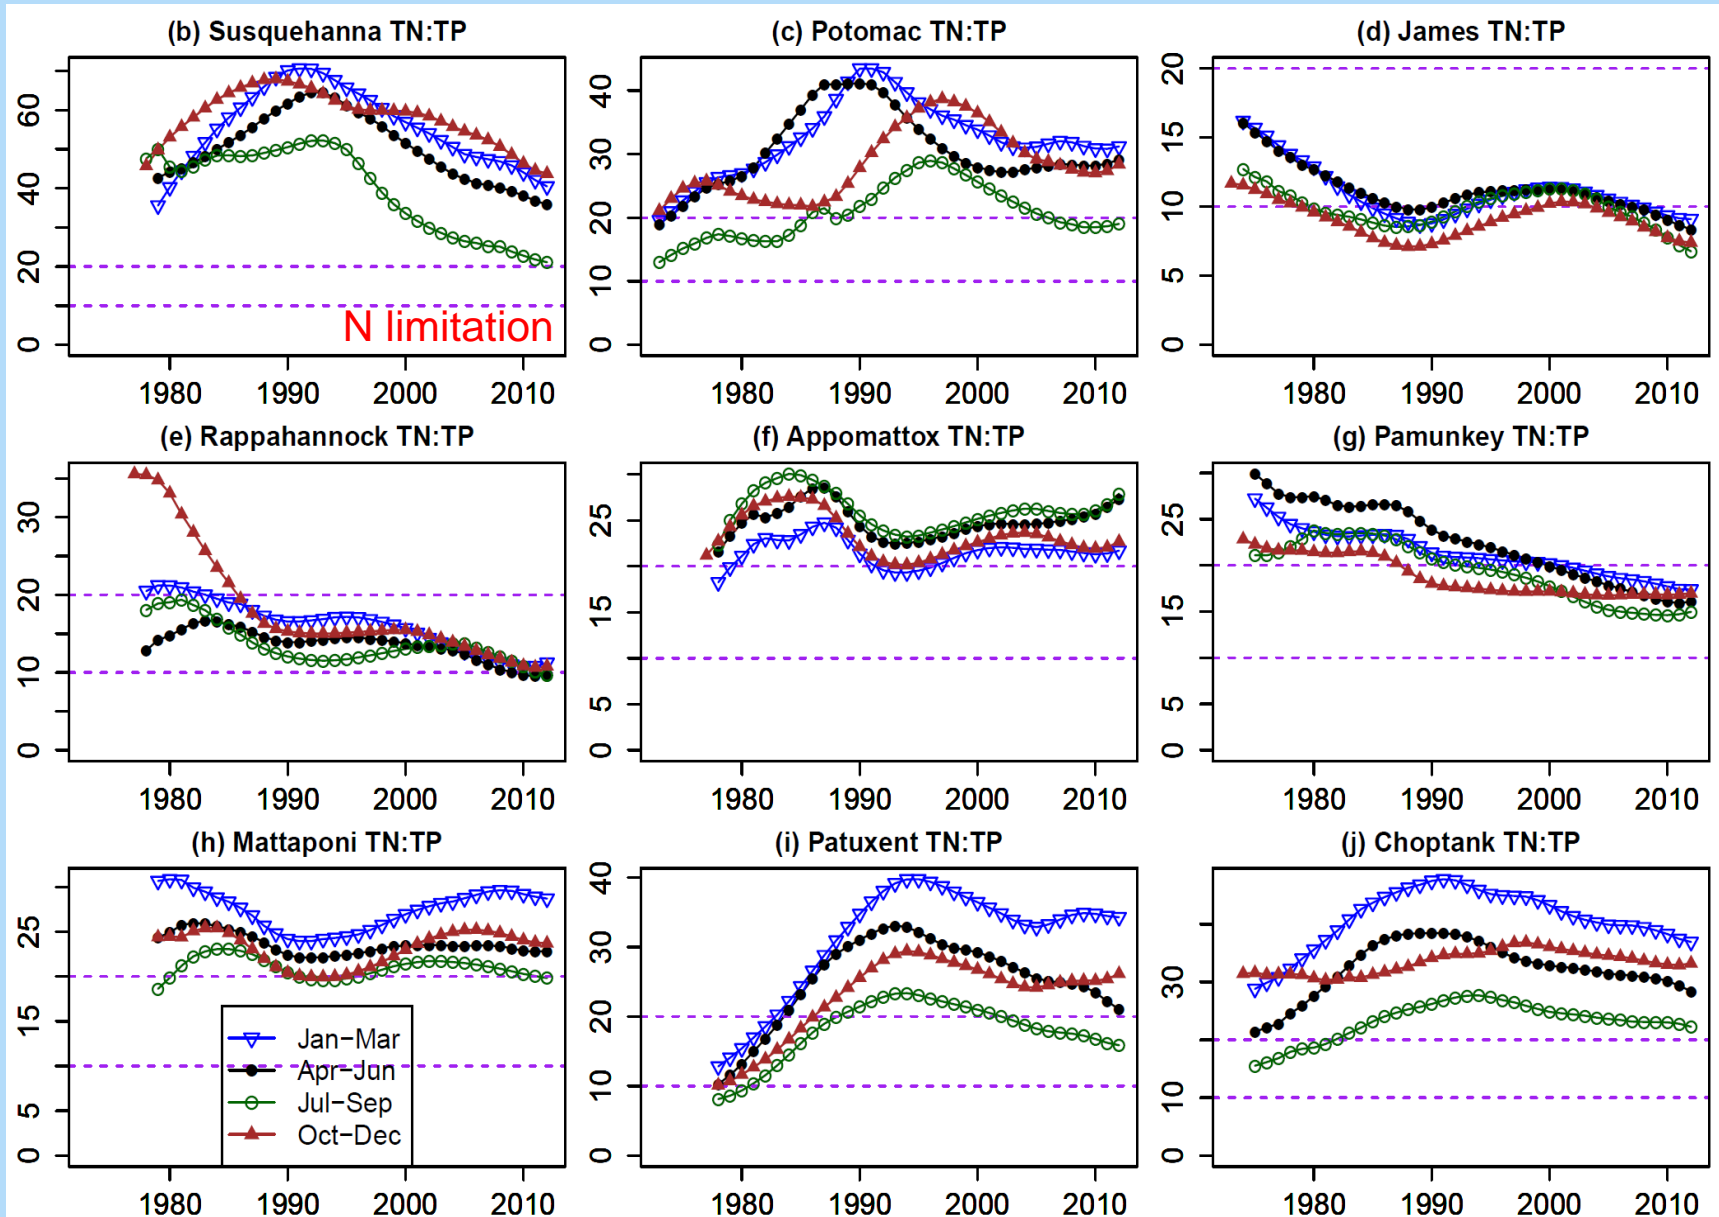 (b) Susquehanna TN:TP
0 20 40 60
N limitation
1980 1990 2000 2010
(c) Potomac TN:TP
0 10 20 30 40
1980 1990 2000 2010
(d) James TN:TP
0 5 10 15 20
1980 1990 2000 2010
(e) Rappahannock TN:TP
0 10 20 30
1980 1990 2000 2010
(f) Appomattox TN:TP
0 5 15 25
1980 1990 2000 2010
(g) Pamunkey TN:TP
0 5 15 25
1980 1990 2000 2010
(h) Mattaponi TN:TP
0 5 15 25
Jan−Mar
Apr−Jun
Jul−Sep
Oct−Dec
1980 1990 2000 2010
(i) Patuxent TN:TP
0 10 20 30 40
1980 1990 2000 2010
(j) Choptank TN:TP
0 10 30
1980 1990 2000 2010